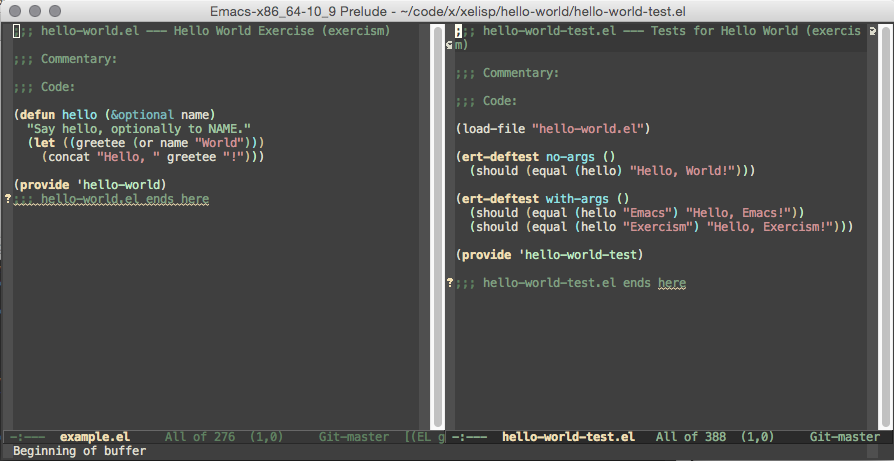 Emacs-x86_64-10_9 Prelude - ~/code/x/xelisp/hello-world/hello-world-test.el
;;; hello-world.el --- Hello World Exercise (exercism)
;;; Commentary:
;;; Code:
(defun hello (&optional name)
  "Say hello, optionally to NAME."
  (let ((greetee (or name "World")))
    (concat "Hello, " greetee "!")))
(provide 'hello-world)
? ;;; hello-world.el ends here
-:---  example.el     All of 276  (1,0)     Git-master  [(EL g
;;; hello-world-test.el --- Tests for Hello World (exercis
m)
;;; Commentary:
;;; Code:
(load-file "hello-world.el")
(ert-deftest no-args ()
  (should (equal (hello) "Hello, World!")))
(ert-deftest with-args ()
  (should (equal (hello "Emacs") "Hello, Emacs!"))
  (should (equal (hello "Exercism") "Hello, Exercism!")))
(provide 'hello-world-test)
? ;;; hello-world-test.el ends here
-:---  hello-world-test.el   All of 388  (1,0)     Git-master
Beginning of buffer